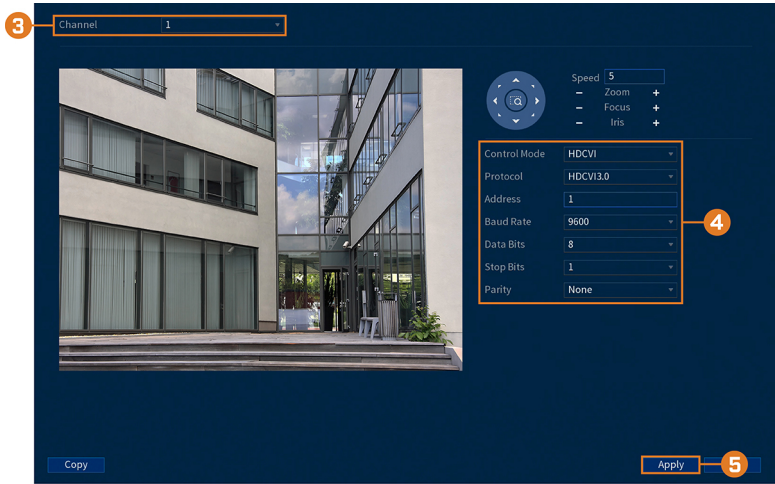 3 Channel 1
Speed 5
- Zoom +
- Focus +
- Iris +
Control Mode HDCVI
Protocol HDCVI3.0
Address 1
Baud Rate 9600
4
Data Bits 8
Stop Bits 1
Parity None
Copy Apply 5